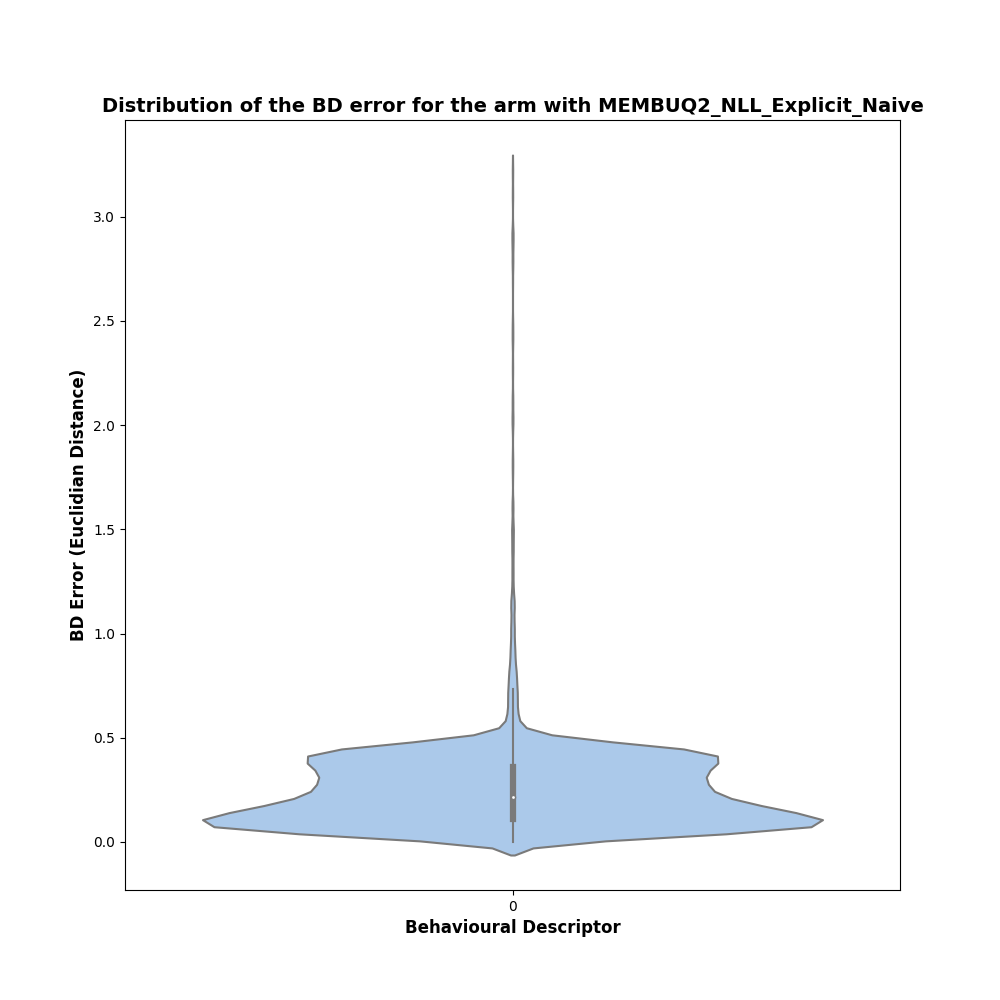 Distribution of the BD error for the arm with MEMBUQ2_NLL_Explicit_Naive
3.0
2.5
2.0
1.5
1.0
0.5
0.0
BD Error (Euclidian Distance)
0
Behavioural Descriptor